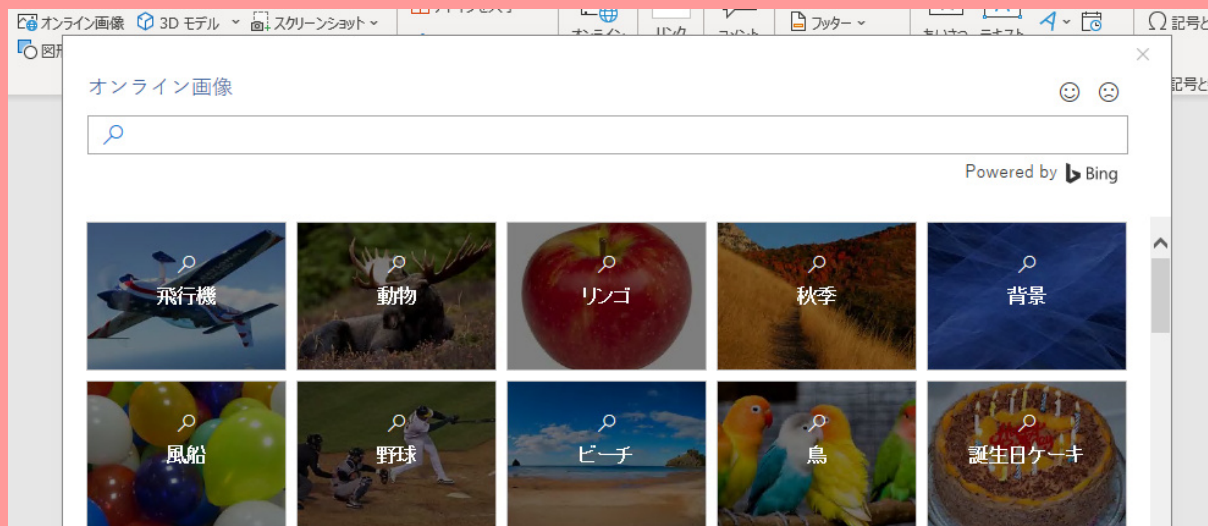 オンライン画像 3D モデル スクリーンショット フッター 記号と
図形
記号と
オンライン画像
Powered by Bing
飛行機 動物 リンゴ 秋季 背景
風船 野球 ビーチ 鳥 誕生日ケーキ